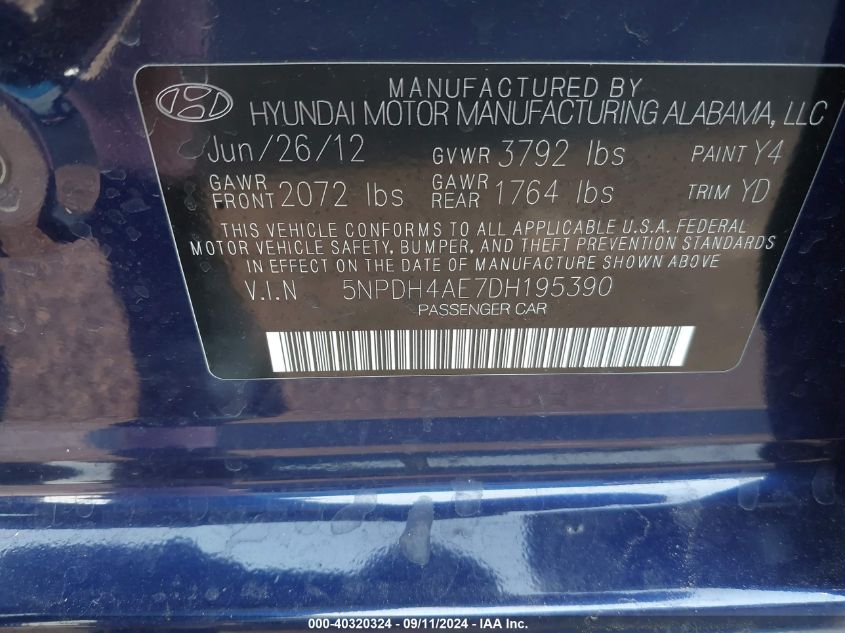 MANUFACTURED BY
HYUNDAI MOTOR MANUFACTURING ALABAMA, LLC
Jun/26/12 GVWR 3792 lbs PAINT Y4
GAWR FRONT 2072 lbs GAWR REAR 1764 lbs TRIM YD
THIS VEHICLE CONFORMS TO ALL APPLICABLE U.S.A. FEDERAL
MOTOR VEHICLE SAFETY, BUMPER, AND THEFT PREVENTION STANDARDS
IN EFFECT ON THE DATE OF MANUFACTURE SHOWN ABOVE
V.I.N 5NPDH4AE7DH195390
PASSENGER CAR
000-40320324 - 09/11/2024 - IAA Inc.